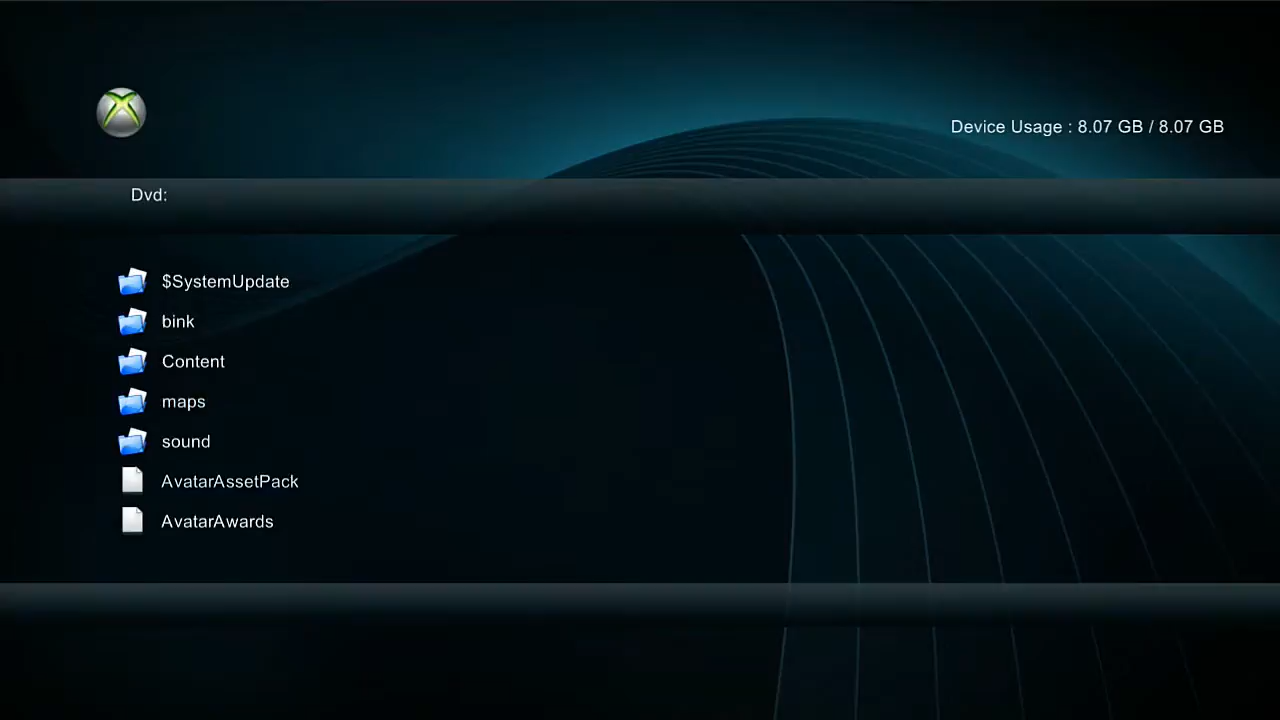 Device Usage : 8.07 GB / 8.07 GB
Dvd:
$SystemUpdate
bink
Content
maps
sound
AvatarAssetPack
AvatarAwards